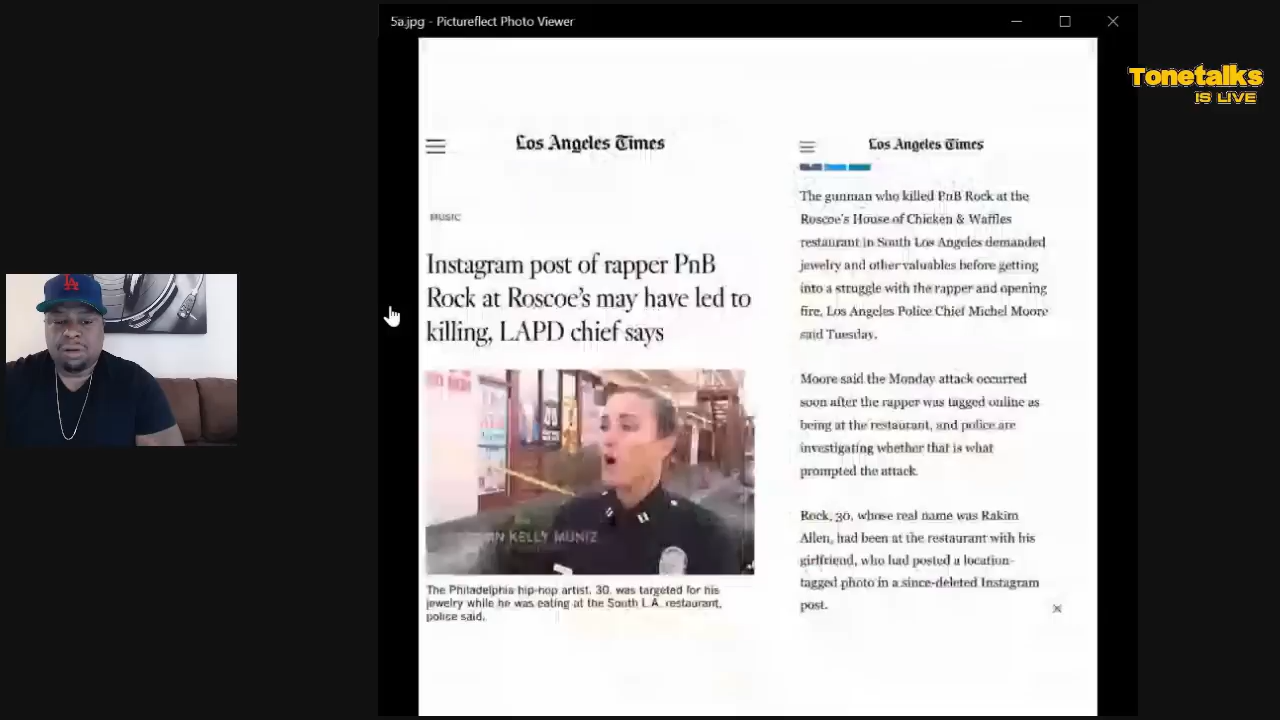 5a.jpg - Pictureflect Photo Viewer
Tonetalks
IS LIVE
LA
Los Angeles Times
MUSIC
Instagram post of rapper PnB
Rock at Roscoe's may have led to
killing, LAPD chief says
KELLY MUNIZ
The Philadelphia hip-hop artist, 30, was targeted for his
jewelry while he was eating at the South L.A. restaurant,
police said.
Los Angeles Times
The gunman who killed PnB Rock at the
Roscoe's House of Chicken & Waffles
restaurant in South Los Angeles demanded
jewelry and other valuables before getting
into a struggle with the rapper and opening
fire, Los Angeles Police Chief Michel Moore
said Tuesday.
Moore said the Monday attack occurred
soon after the rapper was tagged online as
being at the restaurant, and police are
investigating whether that is what
prompted the attack.
Rock, 30, whose real name was Rakim
Allen, had been at the restaurant with his
girlfriend, who had posted a location-
tagged photo in a since-deleted Instagram
post.